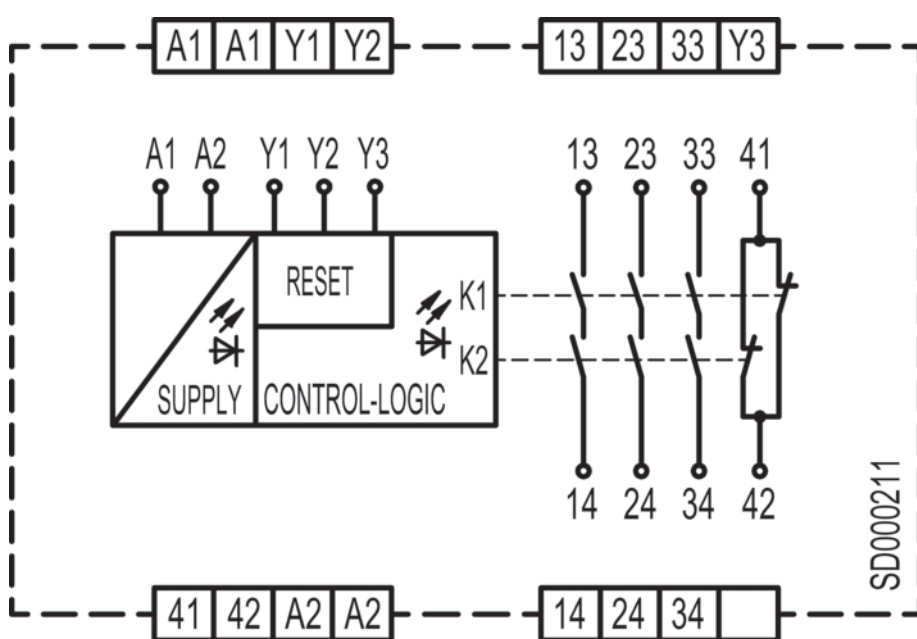 A1 A1 Y1 Y2 13 23 33 Y3
A1 A2 Y1 Y2 Y3 13 23 33 41
RESET
K1
K2
SUPPLY CONTROL-LOGIC
14 24 34 42
SD000211
41 42 A2 A2 14 24 34